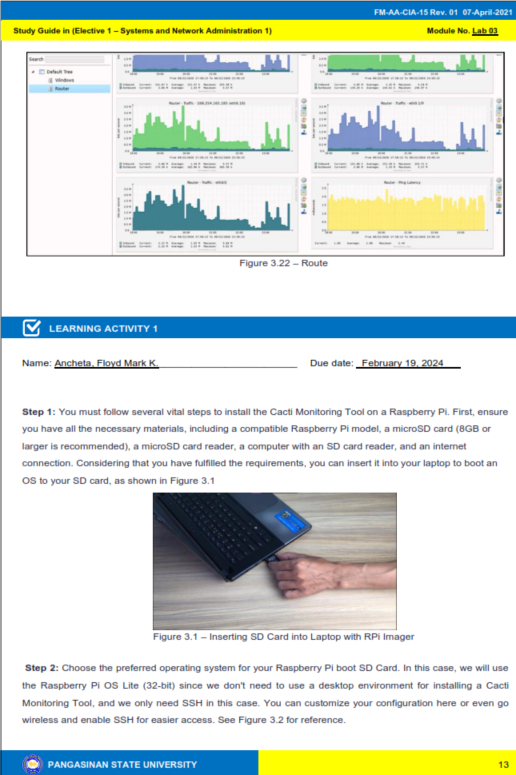 FM-AA-CIA-15 Rev. 01 07-April-2021
Study Guide in (Elective 1 – Systems and Network Administration 1) Module No. Lab 03
Search
Default Tree
Windows
Router
Router - Ping Latency
Figure 3.22 – Route
LEARNING ACTIVITY 1
Name: Ancheta, Floyd Mark K. Due date: February 19, 2024
Step 1: You must follow several vital steps to install the Cacti Monitoring Tool on a Raspberry Pi. First, ensure
you have all the necessary materials, including a compatible Raspberry Pi model, a microSD card (8GB or
larger is recommended), a microSD card reader, a computer with an SD card reader, and an internet
connection. Considering that you have fulfilled the requirements, you can insert it into your laptop to boot an
OS to your SD card, as shown in Figure 3.1
Figure 3.1 – Inserting SD Card into Laptop with RPi Imager
Step 2: Choose the preferred operating system for your Raspberry Pi boot SD Card. In this case, we will use
the Raspberry Pi OS Lite (32-bit) since we don't need to use a desktop environment for installing a Cacti
Monitoring Tool, and we only need SSH in this case. You can customize your configuration here or even go
wireless and enable SSH for easier access. See Figure 3.2 for reference.
PANGASINAN STATE UNIVERSITY 13